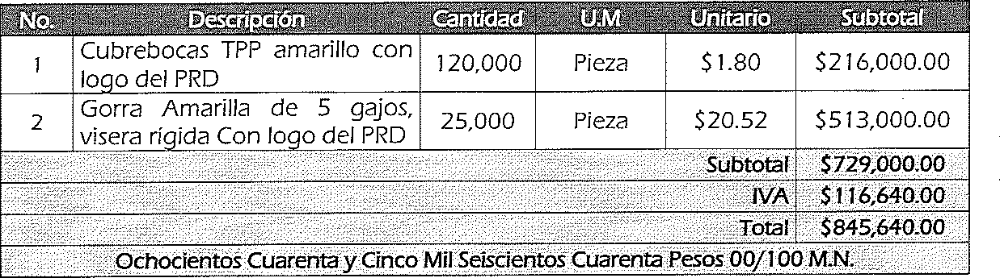 No. Descripción Cantidad U.M Unitario Subtotal
1 Cubrebocas TPP amarillo con logo del PRD 120,000 Pieza $1.80 $216,000.00
2 Gorra Amarilla de 5 gajos, visera rígida Con logo del PRD 25,000 Pieza $20.52 $513,000.00
Subtotal $729,000.00
IVA $116,640.00
Total $845,640.00
Ochocientos Cuarenta y Cinco Mil Seiscientos Cuarenta Pesos 00/100 M.N.